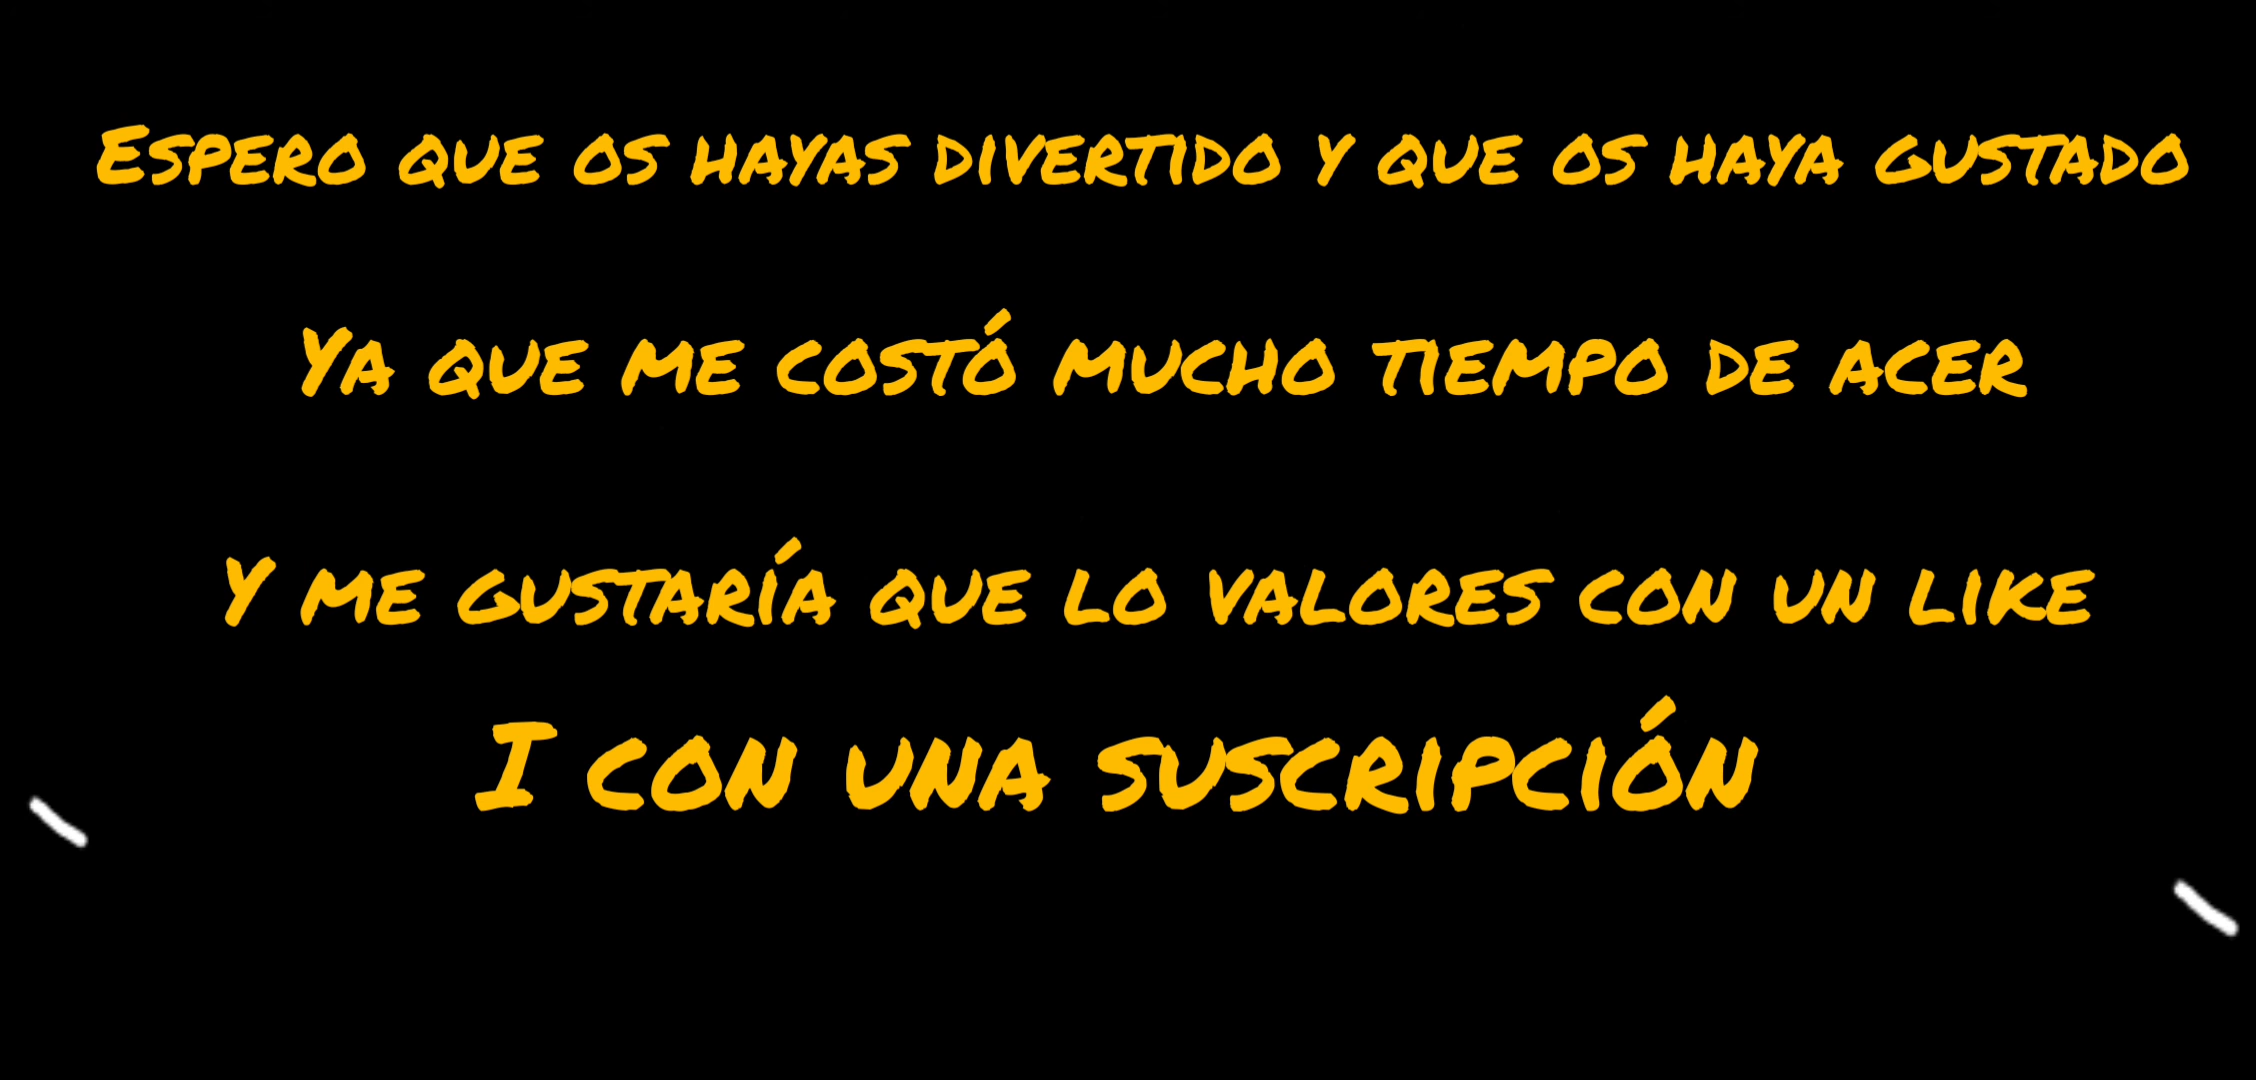 Espero que os hayas divertido y que os haya gustado
Ya que me costó mucho tiempo de acer
Y me gustaría que lo valores con un like
I con una suscripción